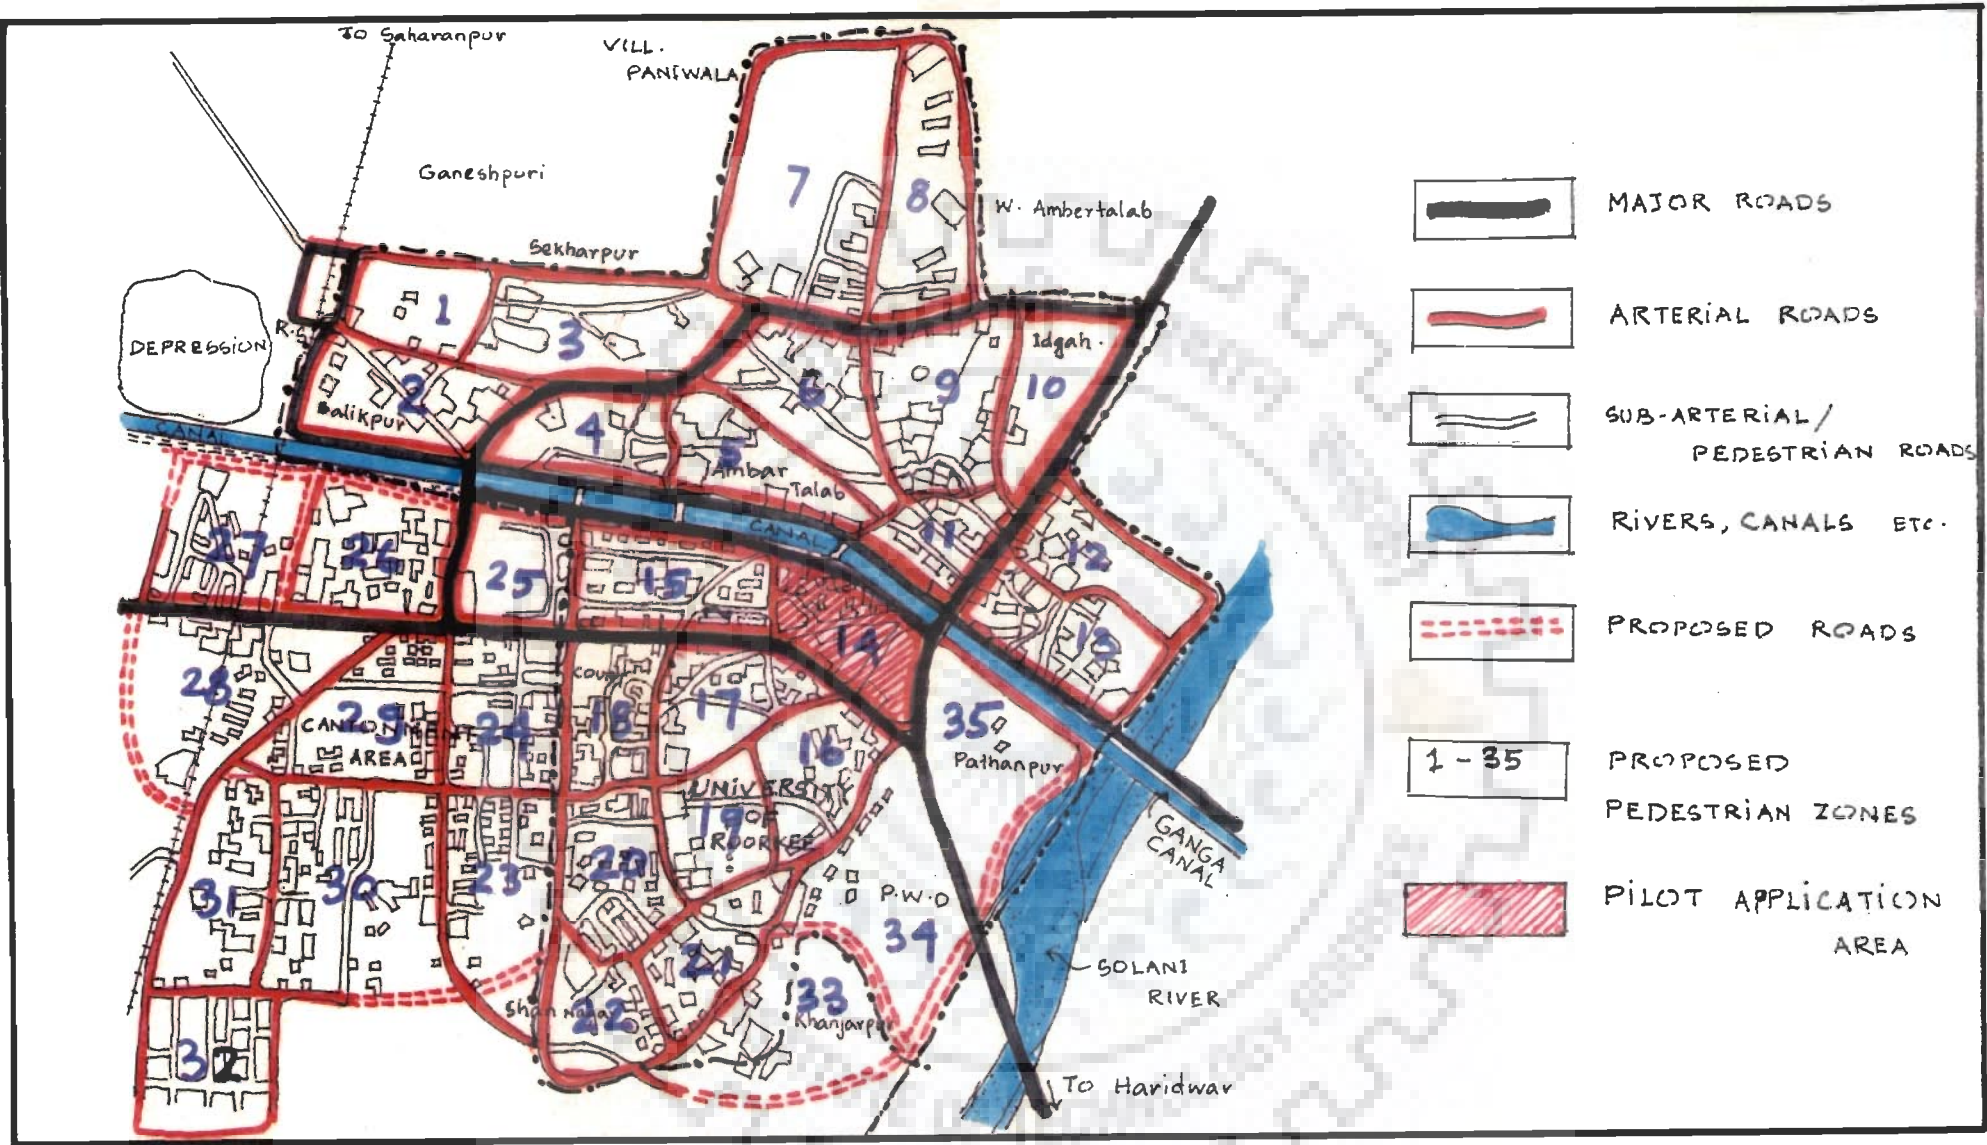 To Saharanpur
VILL.
PANIWALA
Ganeshpuri
Sekharpur
W. Ambertalab
7
8
1
3
R.S
DEPRESSION
2
Salikpur
4
5
6
9
Idgah.
10
Ambar
Talab
CANAL
CANAL
11
12
13
27
26
25
15
14
28
29
CANTONMENT
AREA
24
COURT
18
17
16
35
Pathanpur
UNIVERSITY
OF
ROORKEE
19
GANGA
CANAL
31
30
23
20
P.W.D
34
21
22
Shan Nagar
33
Khanjarpur
SOLANI
RIVER
32
To Haridwar
MAJOR ROADS
ARTERIAL ROADS
SUB-ARTERIAL/
PEDESTRIAN ROADS
RIVERS, CANALS ETC.
PROPOSED ROADS
1-35
PROPOSED
PEDESTRIAN ZONES
PILOT APPLICATION
AREA